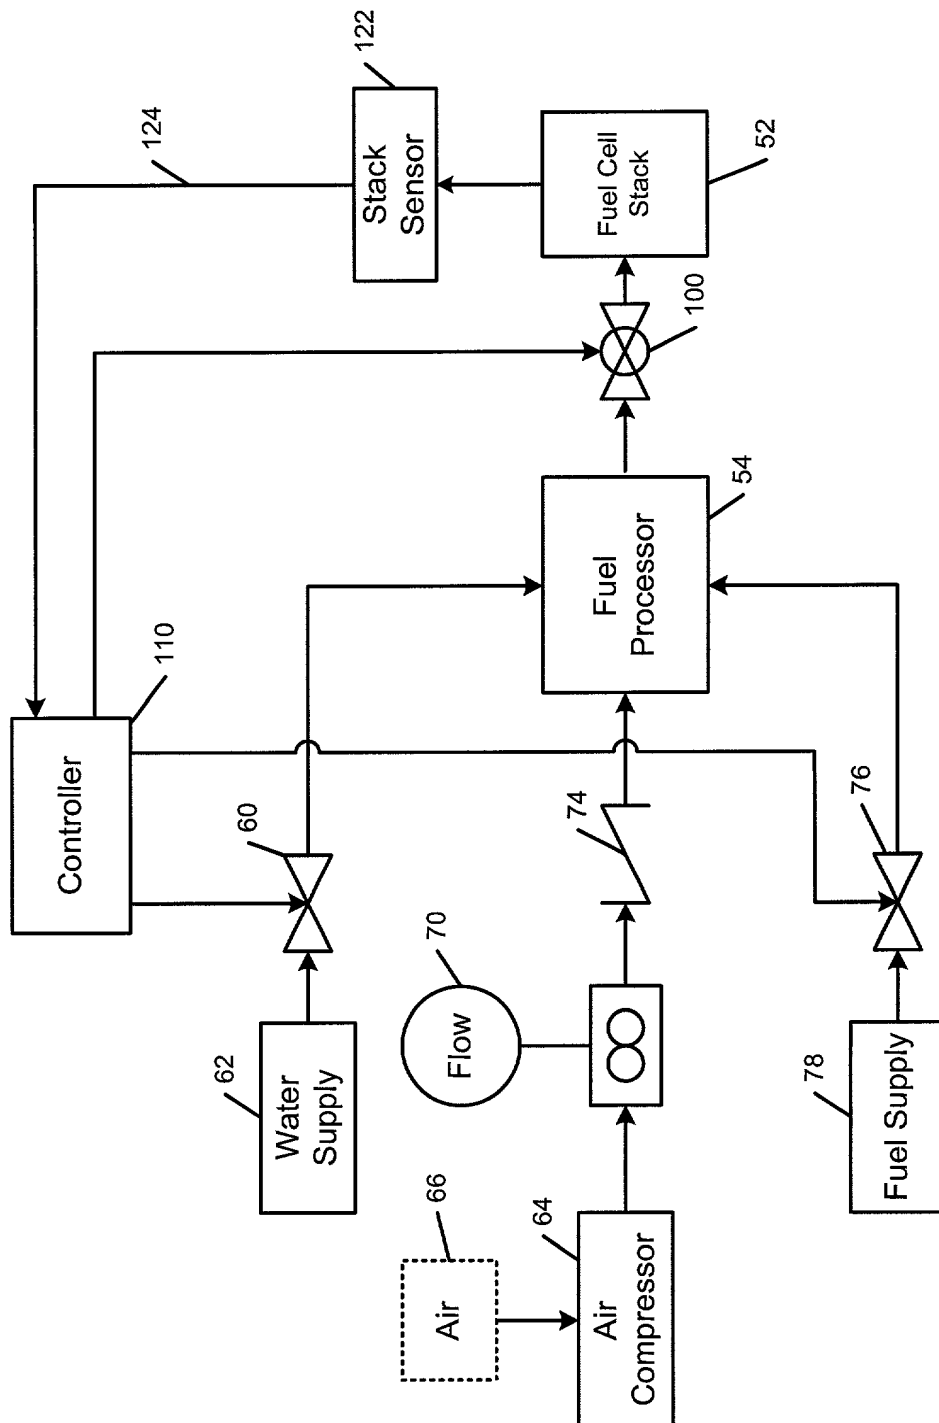 Controller
110
124
122
Stack
Sensor
62
Water
Supply
60
66
Air
70
Flow
64
Air
Compressor
74
Fuel
Processor
54
100
Fuel Cell
Stack
52
78
Fuel Supply
76